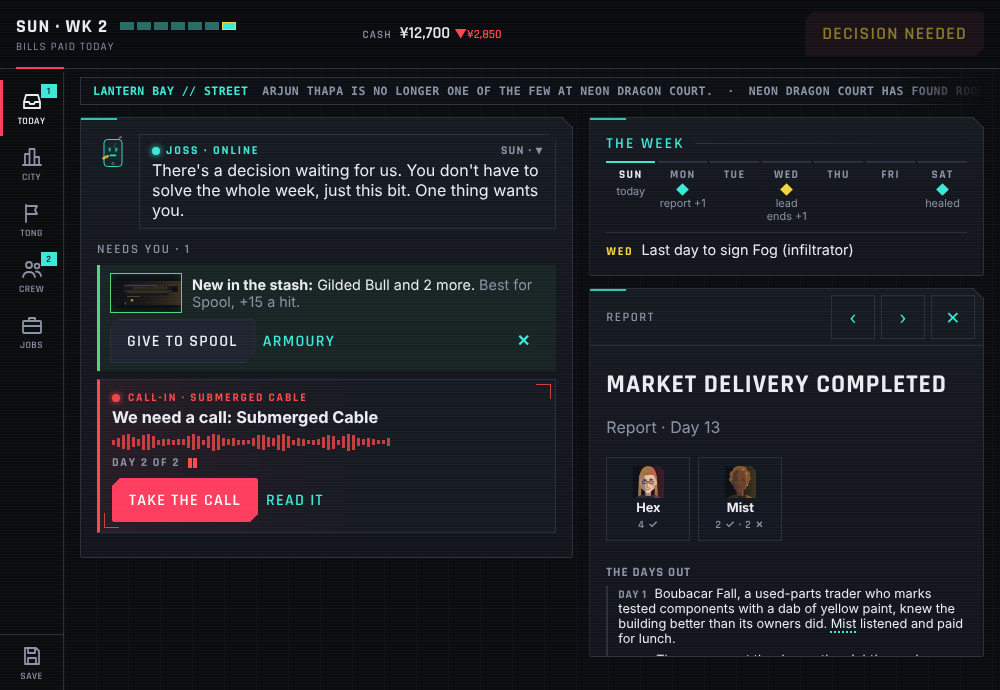 SUN · WK 2
BILLS PAID TODAY
CASH ¥12,700 ▼¥2,850
DECISION NEEDED
1
TODAY
CITY
TONG
2
CREW
JOBS
SAVE
LANTERN BAY // STREET ARJUN THAPA IS NO LONGER ONE OF THE FEW AT NEON DRAGON COURT. · NEON DRAGON COURT HAS FOUND
JOSS · ONLINE
SUN · ▼
There's a decision waiting for us. You don't have to
solve the whole week, just this bit. One thing wants
you.
NEEDS YOU · 1
New in the stash: Gilded Bull and 2 more. Best for
Spool, +15 a hit.
GIVE TO SPOOL
ARMOURY
✕
CALL-IN · SUBMERGED CABLE
We need a call: Submerged Cable
DAY 2 OF 2
TAKE THE CALL
READ IT
THE WEEK
SUN MON TUE WED THU FRI SAT
today report +1 lead healed
ends +1
WED Last day to sign Fog (infiltrator)
REPORT
‹ › ✕
MARKET DELIVERY COMPLETED
Report · Day 13
Hex
4 ✓
Mist
2 ✓ · 2 ✕
THE DAYS OUT
DAY 1 Boubacar Fall, a used-parts trader who marks
tested components with a dab of yellow paint, knew the
building better than its owners did. Mist listened and paid
for lunch.